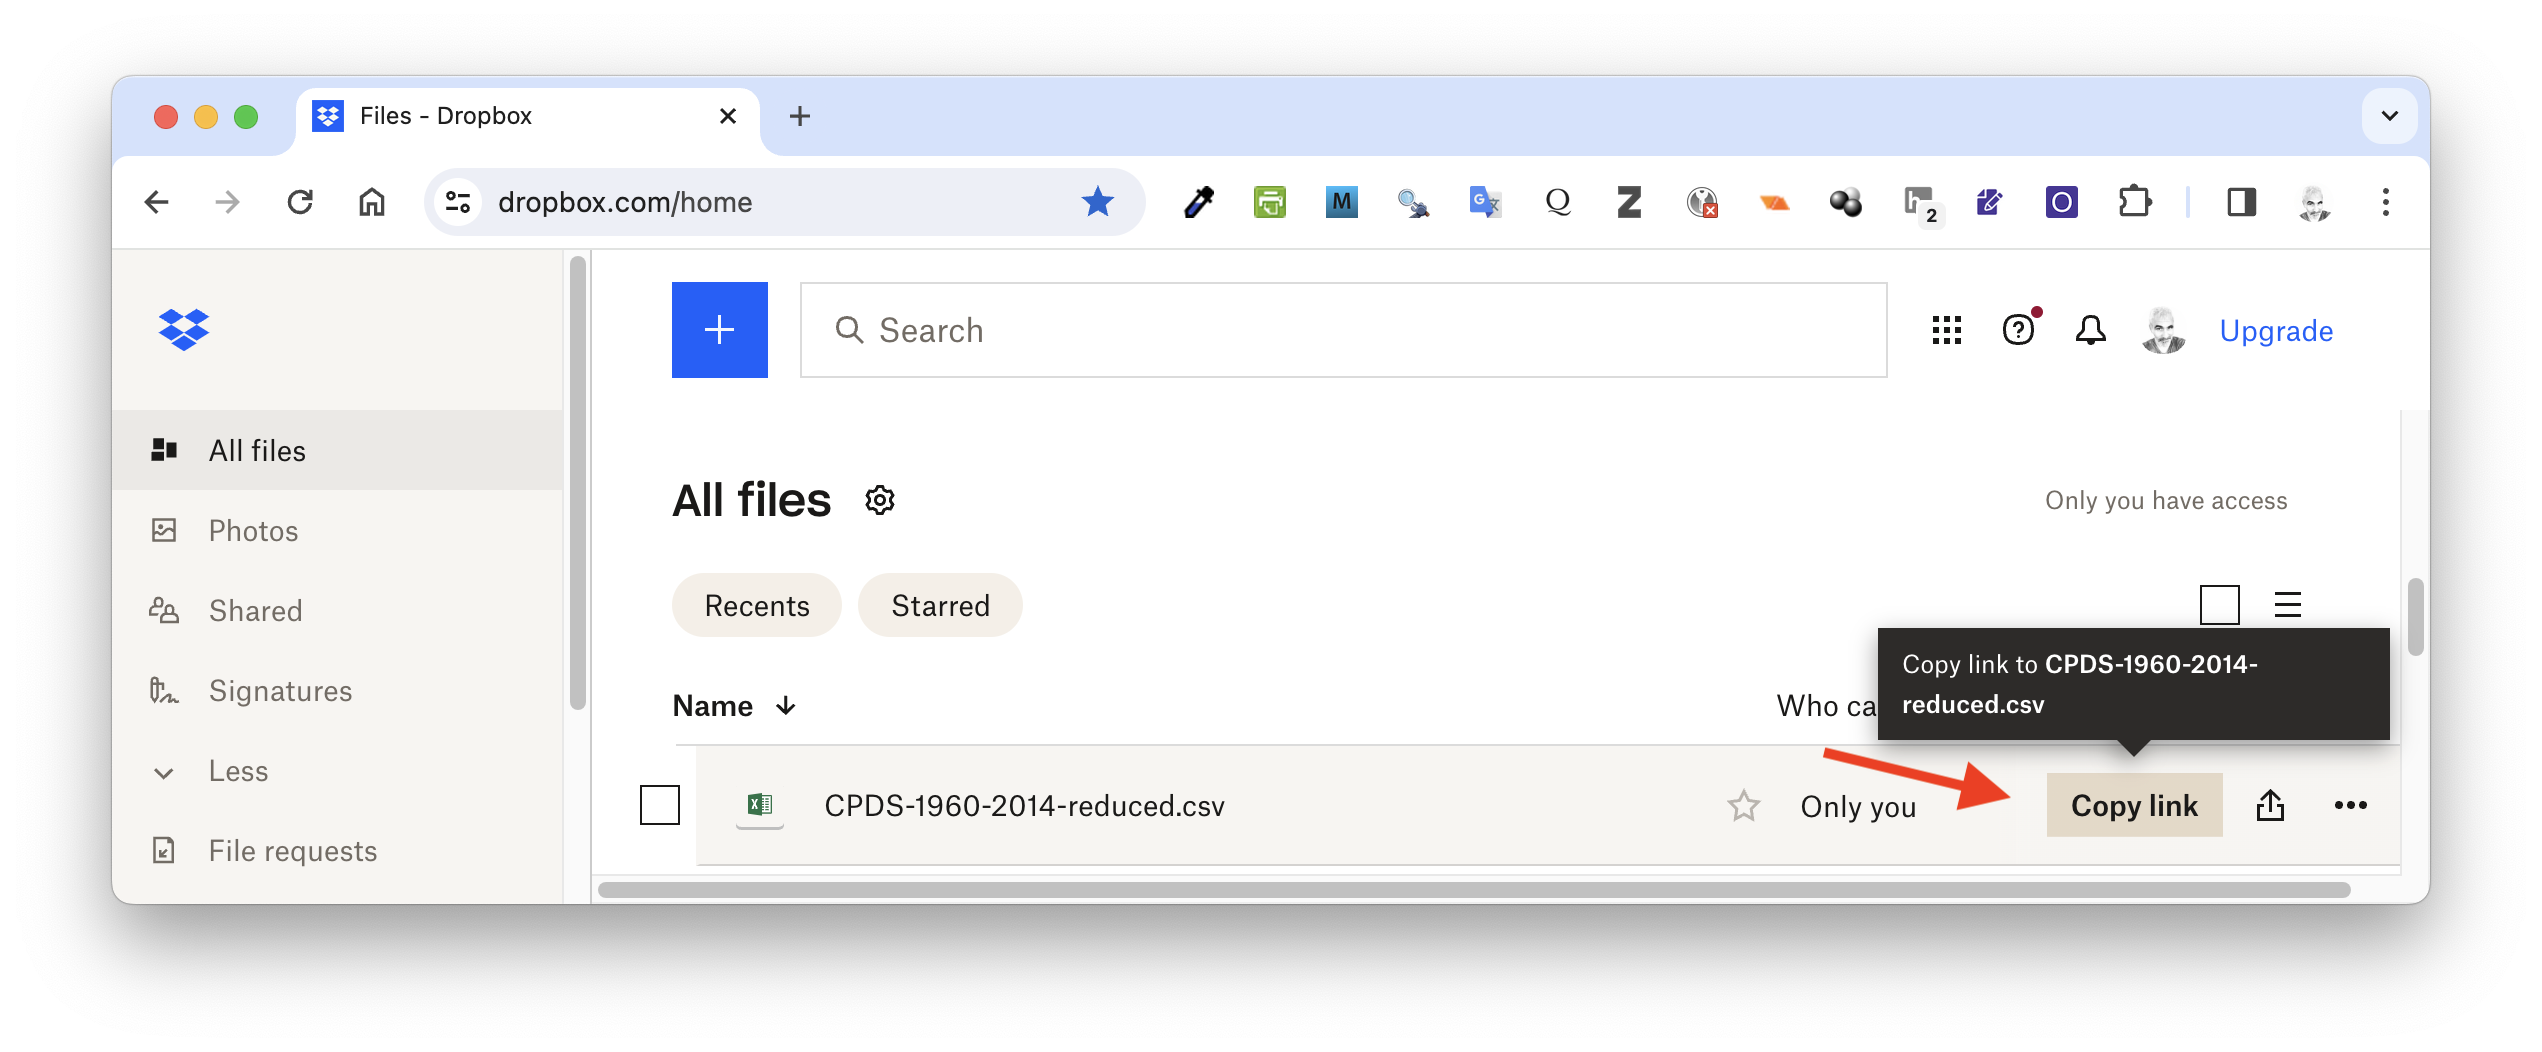 Files - Dropbox
dropbox.com/home
M
G
Q
Z
h
2
O
Search
Upgrade
All files
Photos
Shared
Signatures
Less
File requests
All files
Only you have access
Recents
Starred
Copy link to CPDS-1960-2014-
reduced.csv
Name
Who ca
CPDS-1960-2014-reduced.csv
Only you
Copy link